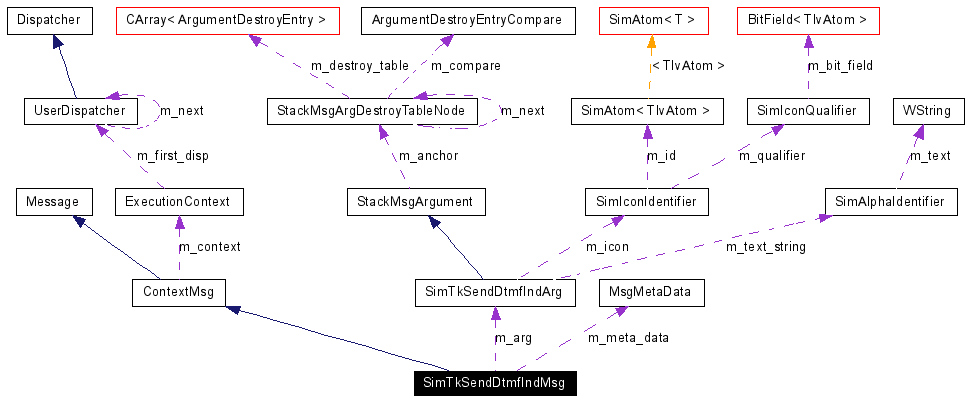 Dispatcher
CArray< ArgumentDestroyEntry >
ArgumentDestroyEntryCompare
SimAtom< T >
BitField< TlvAtom >
m_destroy_table
m_compare
< TlvAtom >
m_bit_field
UserDispatcher
m_next
StackMsgArgDestroyTableNode
m_next
SimAtom< TlvAtom >
SimIconQualifier
WString
m_first_disp
m_anchor
m_id
m_qualifier
m_text
Message
ExecutionContext
StackMsgArgument
SimIconIdentifier
SimAlphaIdentifier
m_context
m_icon
m_text_string
ContextMsg
SimTkSendDtmfIndArg
MsgMetaData
m_arg
m_meta_data
SimTkSendDtmfIndMsg